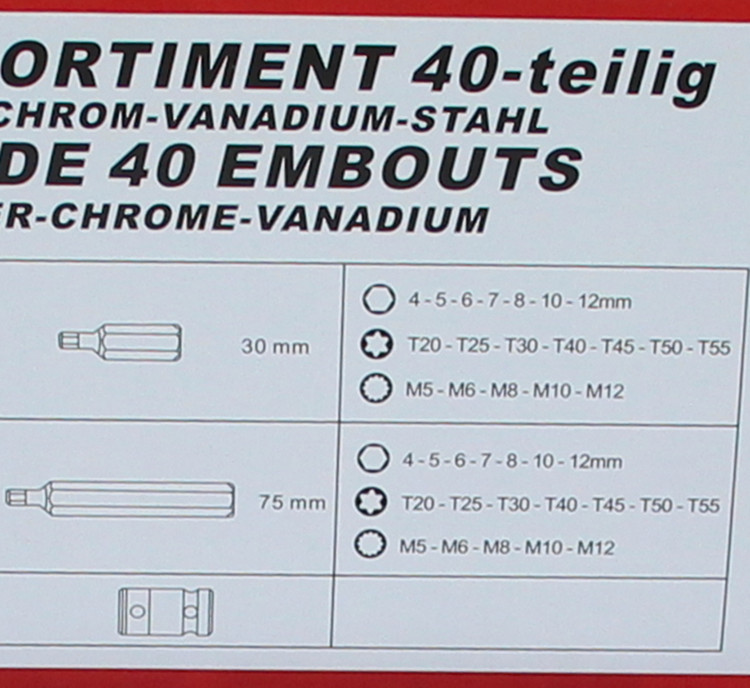 ORTIMENT 40-teilig
CHROM-VANADIUM-STAHL
DE 40 EMBOUTS
ER-CHROME-VANADIUM
30 mm
4 - 5 - 6 - 7 - 8 - 10 - 12mm
T20 - T25 - T30 - T40 - T45 - T50 - T55
M5 - M6 - M8 - M10 - M12
75 mm
4 - 5 - 6 - 7 - 8 - 10 - 12mm
T20 - T25 - T30 - T40 - T45 - T50 - T55
M5 - M6 - M8 - M10 - M12